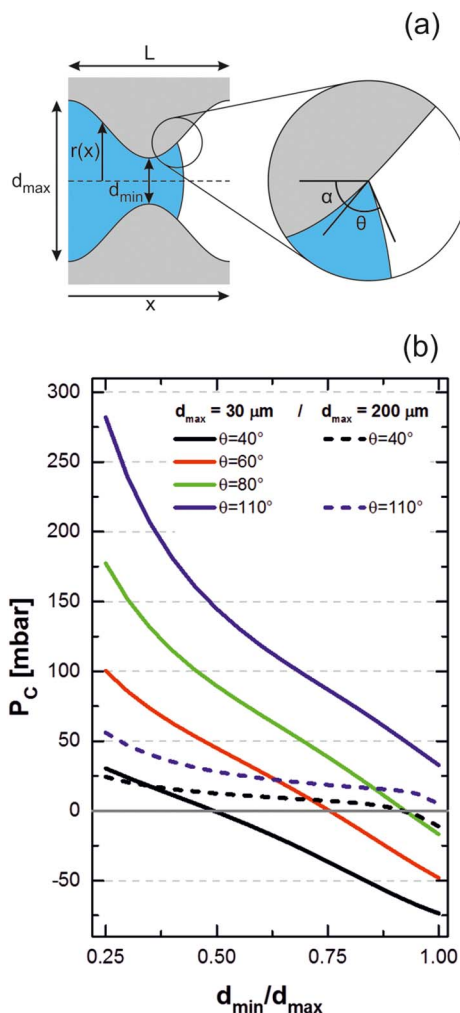 (a)
L
r(x)
d_max
d_min
α
θ
x
(b)
300
d_max = 30 μm / d_max = 200 μm
θ=40° θ=40°
θ=60°
θ=80°
θ=110° θ=110°
250
200
150
100
50
0
-50
P_C [mbar]
0.25 0.50 0.75 1.00
d_min/d_max